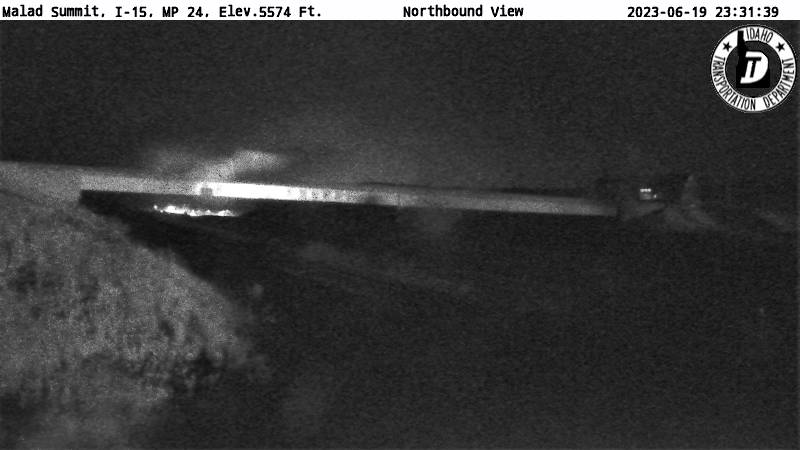 Malad Summit, I-15, MP 24, Elev.5574 Ft. Northbound View 2023-06-19 23:31:39
IDAHO
TRANSPORTATION DEPARTMENT